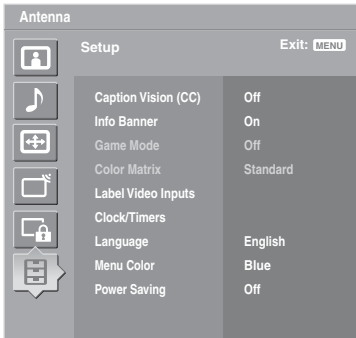 Antenna
Setup Exit: MENU
Caption Vision (CC) Off
Info Banner On
Game Mode Off
Color Matrix Standard
Label Video Inputs
Clock/Timers
Language English
Menu Color Blue
Power Saving Off